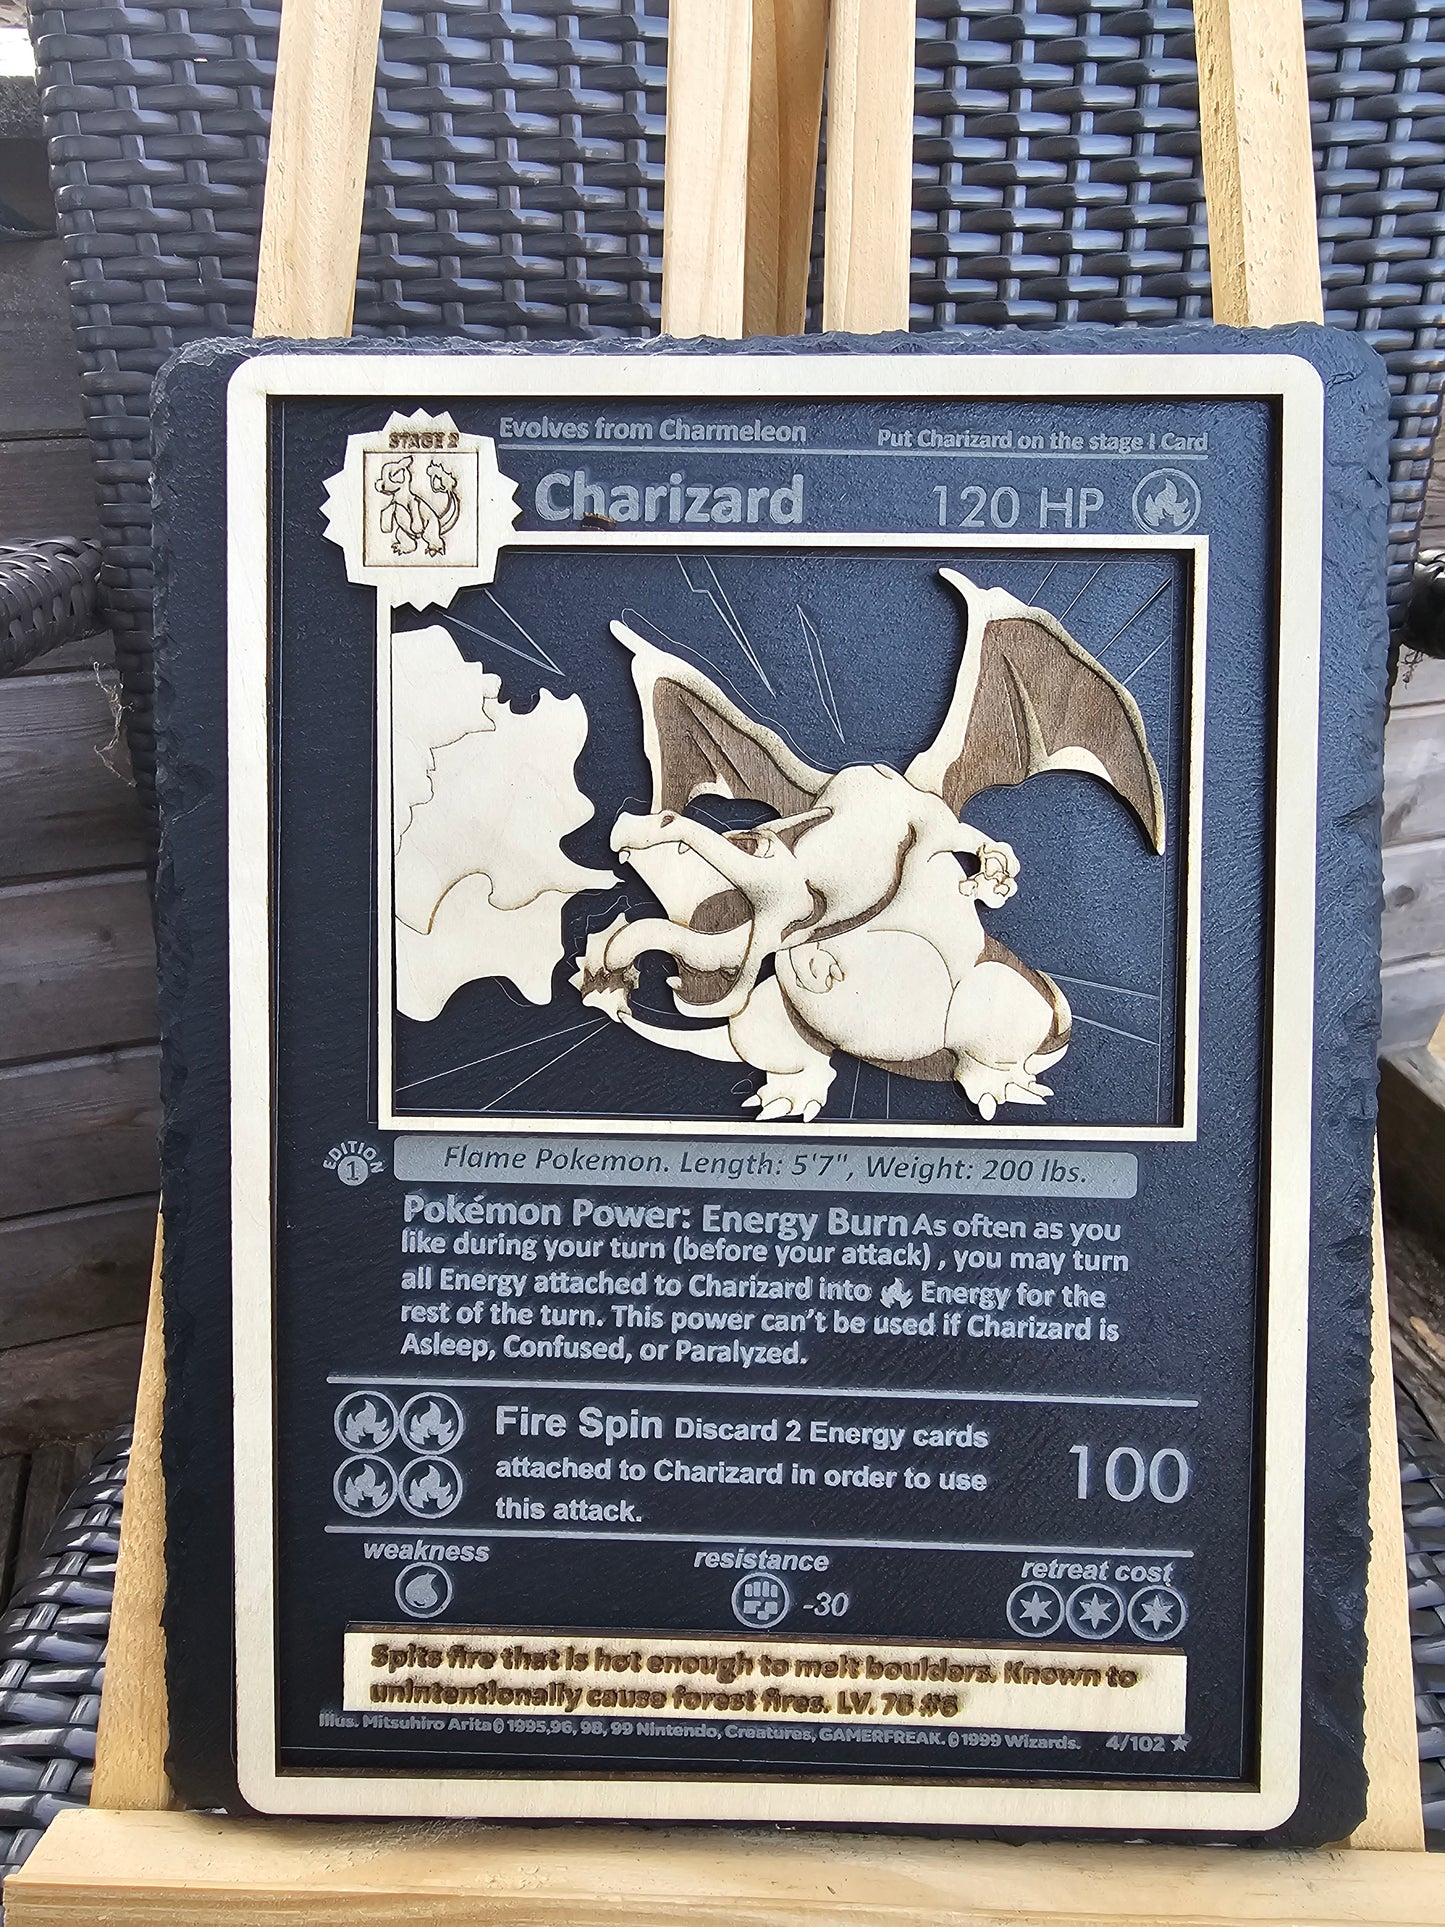 STAGE 2
Evolves from Charmeleon
Put Charizard on the stage I Card
Charizard
120 HP
EDITION
1
Flame Pokemon. Length: 5'7", Weight: 200 lbs.
Pokémon Power: Energy Burn As often as you
like during your turn (before your attack) , you may turn
all Energy attached to Charizard into Energy for the
rest of the turn. This power can't be used if Charizard is
Asleep, Confused, or Paralyzed.
Fire Spin Discard 2 Energy cards
attached to Charizard in order to use
this attack.
100
weakness
resistance
-30
retreat cost
Spits fire that is hot enough to melt boulders. Known to
unintentionally cause forest fires. LV. 76 #6
Illus. Mitsuhiro Arita © 1995,96, 98, 99 Nintendo, Creatures, GAMERFREAK. ©1999 Wizards.
4/102 ★